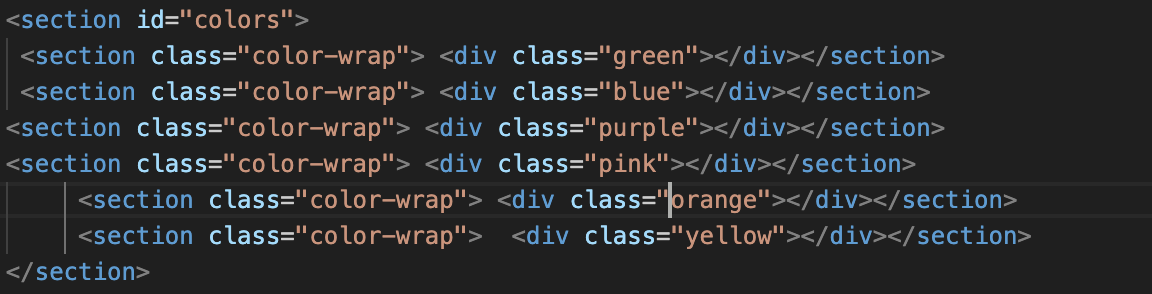 <section id="colors">
 <section class="color-wrap"> <div class="green"></div></section>
 <section class="color-wrap"> <div class="blue"></div></section>
<section class="color-wrap"> <div class="purple"></div></section>
<section class="color-wrap"> <div class="pink"></div></section>
     <section class="color-wrap"> <div class="orange"></div></section>
     <section class="color-wrap">  <div class="yellow"></div></section>
</section>